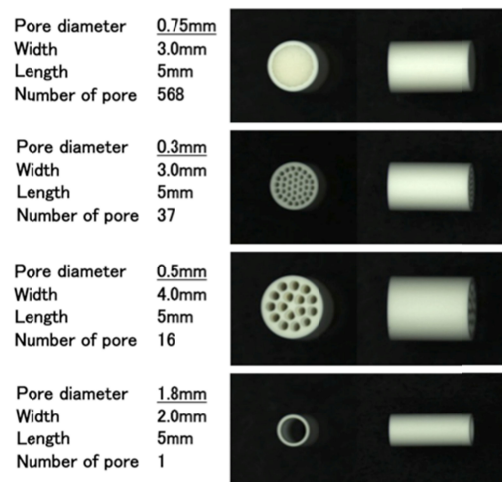 Pore diameter 0.75mm
Width 3.0mm
Length 5mm
Number of pore 568
Pore diameter 0.3mm
Width 3.0mm
Length 5mm
Number of pore 37
Pore diameter 0.5mm
Width 4.0mm
Length 5mm
Number of pore 16
Pore diameter 1.8mm
Width 2.0mm
Length 5mm
Number of pore 1